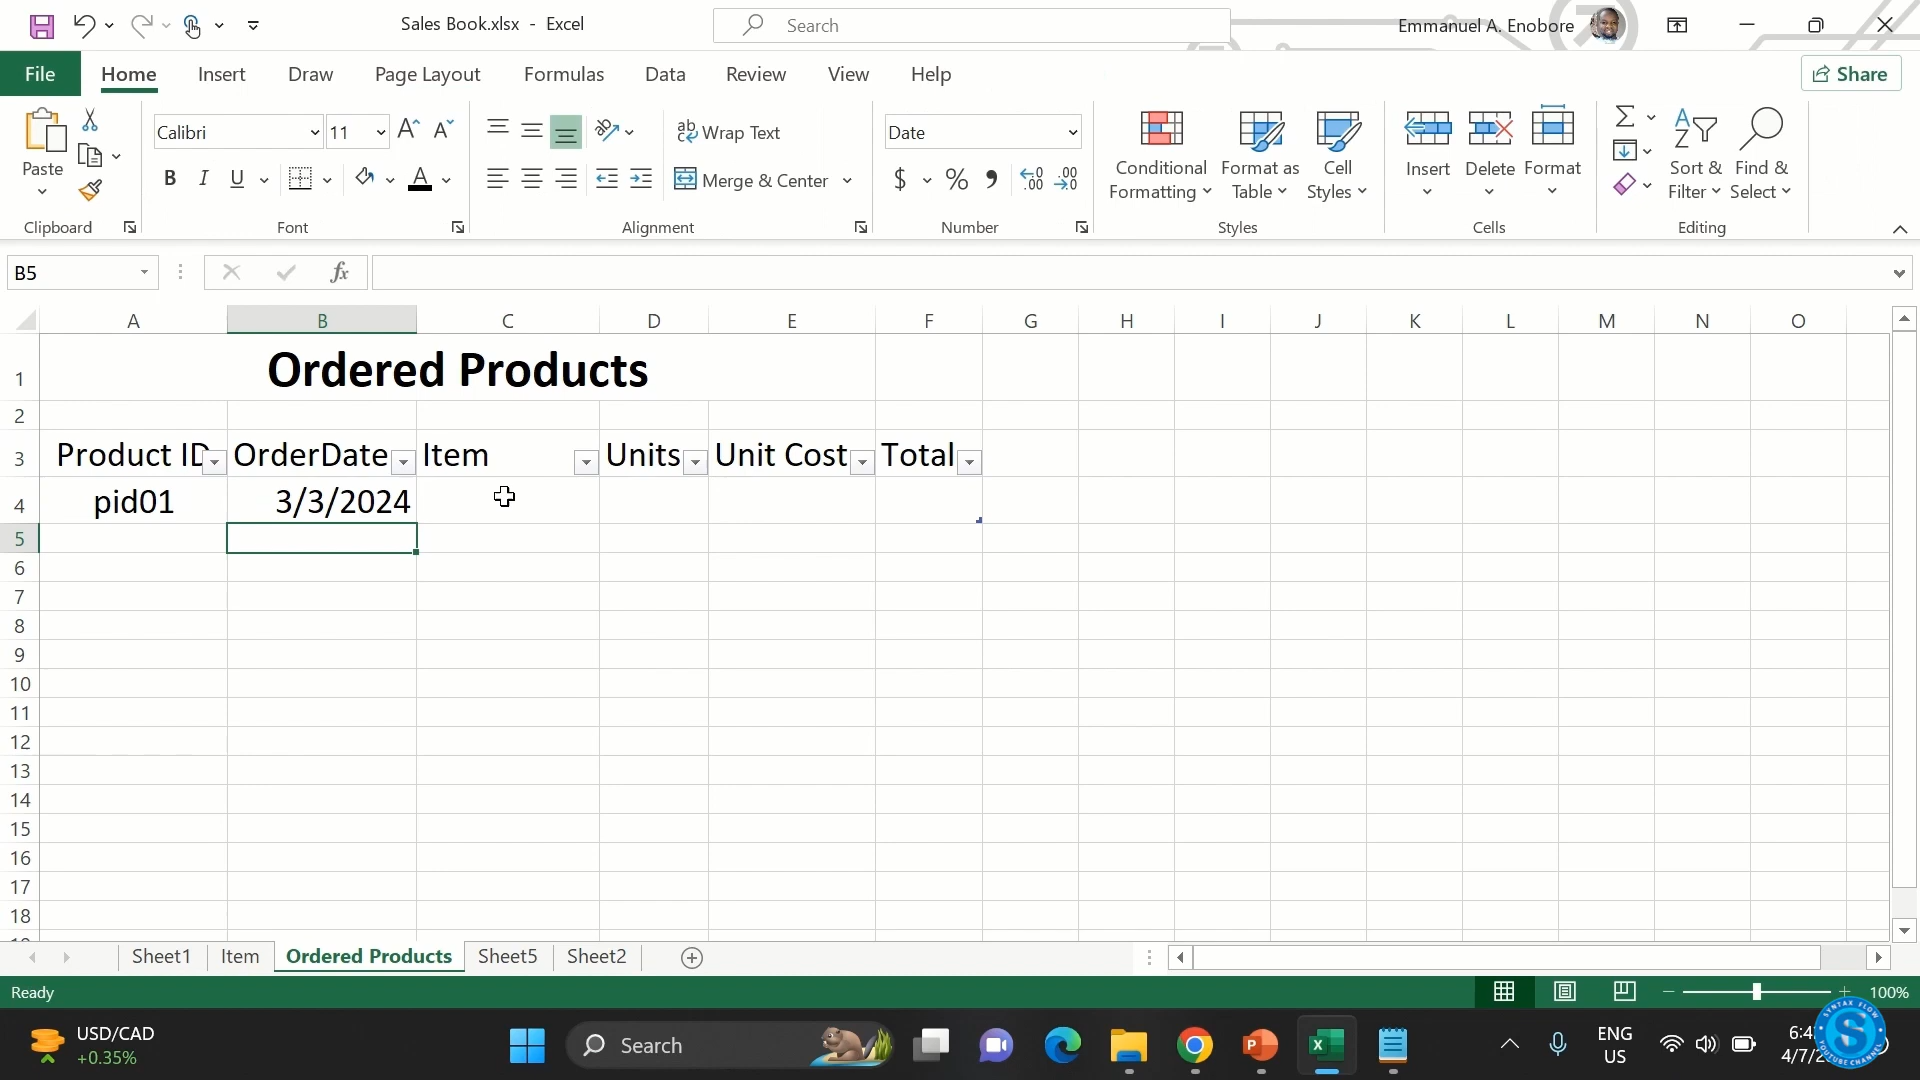 Sales Book.xlsx - Excel
Search
Emmanuel A. Enobore
File
Home
Insert
Draw
Page Layout
Formulas
Data
Review
View
Help
Share
Paste
Clipboard
Calibri
11
B I U
Font
Wrap Text
Merge & Center
Alignment
Date
$ % ,
Number
Conditional
Formatting
Format as
Table
Cell
Styles
Styles
Insert
Delete
Format
Cells
Sort &
Filter
Find &
Select
Editing
B5
fx
A B C D E F G H I J K L M N O
1 Ordered Products
2
3 Product ID OrderDate Item Units Unit Cost Total
4 pid01 3/3/2024
5
6
7
8
9
10
11
12
13
14
15
16
17
18
Sheet1
Item
Ordered Products
Sheet5
Sheet2
Ready
100%
USD/CAD
+0.35%
Search
ENG
US
SYNTAX FLOW
YOUTUBE CHANNEL